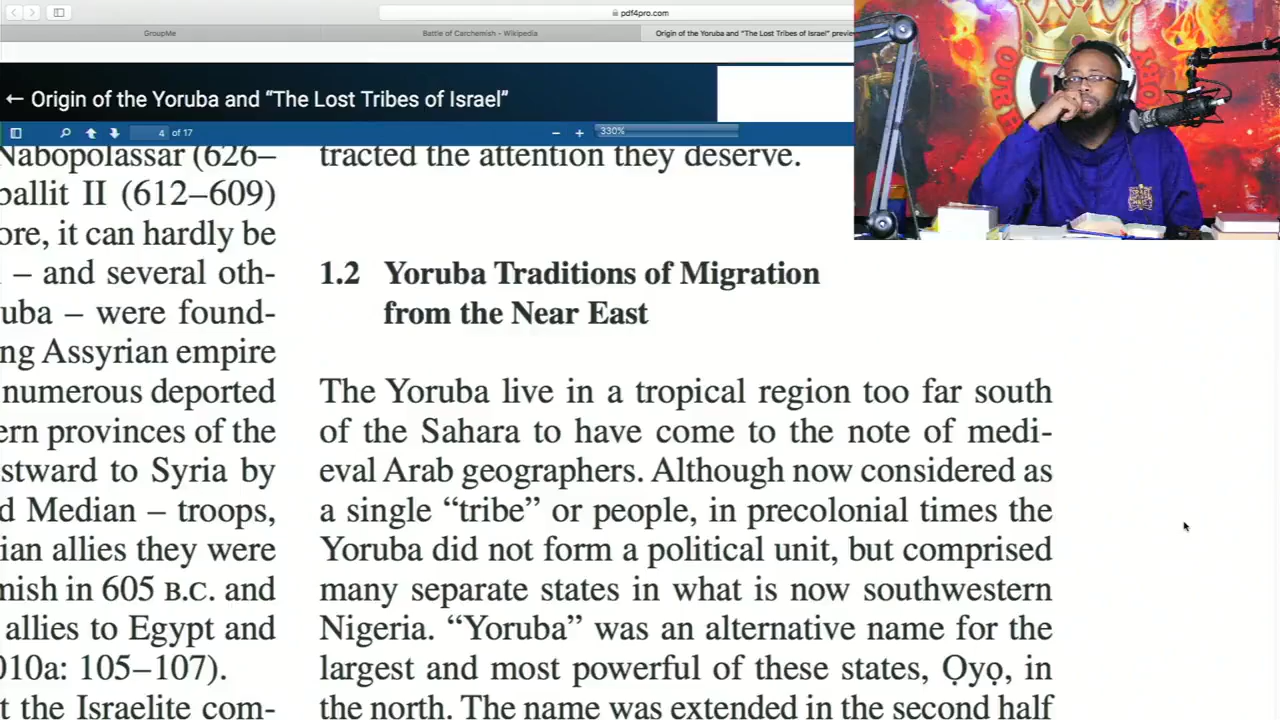 pdf4pro.com
GroupMe
Battle of Carchemish - Wikipedia
Origin of the Yoruba and "The Lost Tribes of Israel" preview
← Origin of the Yoruba and “The Lost Tribes of Israel”
4 of 17
− + 330%
Nabopolassar (626–
ballit II (612–609)
ore, it can hardly be
– and several oth-
uba – were found-
ng Assyrian empire
numerous deported
ern provinces of the
stward to Syria by
d Median – troops,
ian allies they were
mish in 605 B.C. and
allies to Egypt and
010a: 105–107).
t the Israelite com-
tracted the attention they deserve.
1.2 Yoruba Traditions of Migration
from the Near East
The Yoruba live in a tropical region too far south
of the Sahara to have come to the note of medi-
eval Arab geographers. Although now considered as
a single “tribe” or people, in precolonial times the
Yoruba did not form a political unit, but comprised
many separate states in what is now southwestern
Nigeria. “Yoruba” was an alternative name for the
largest and most powerful of these states, Ọyọ, in
the north. The name was extended in the second half
OUR